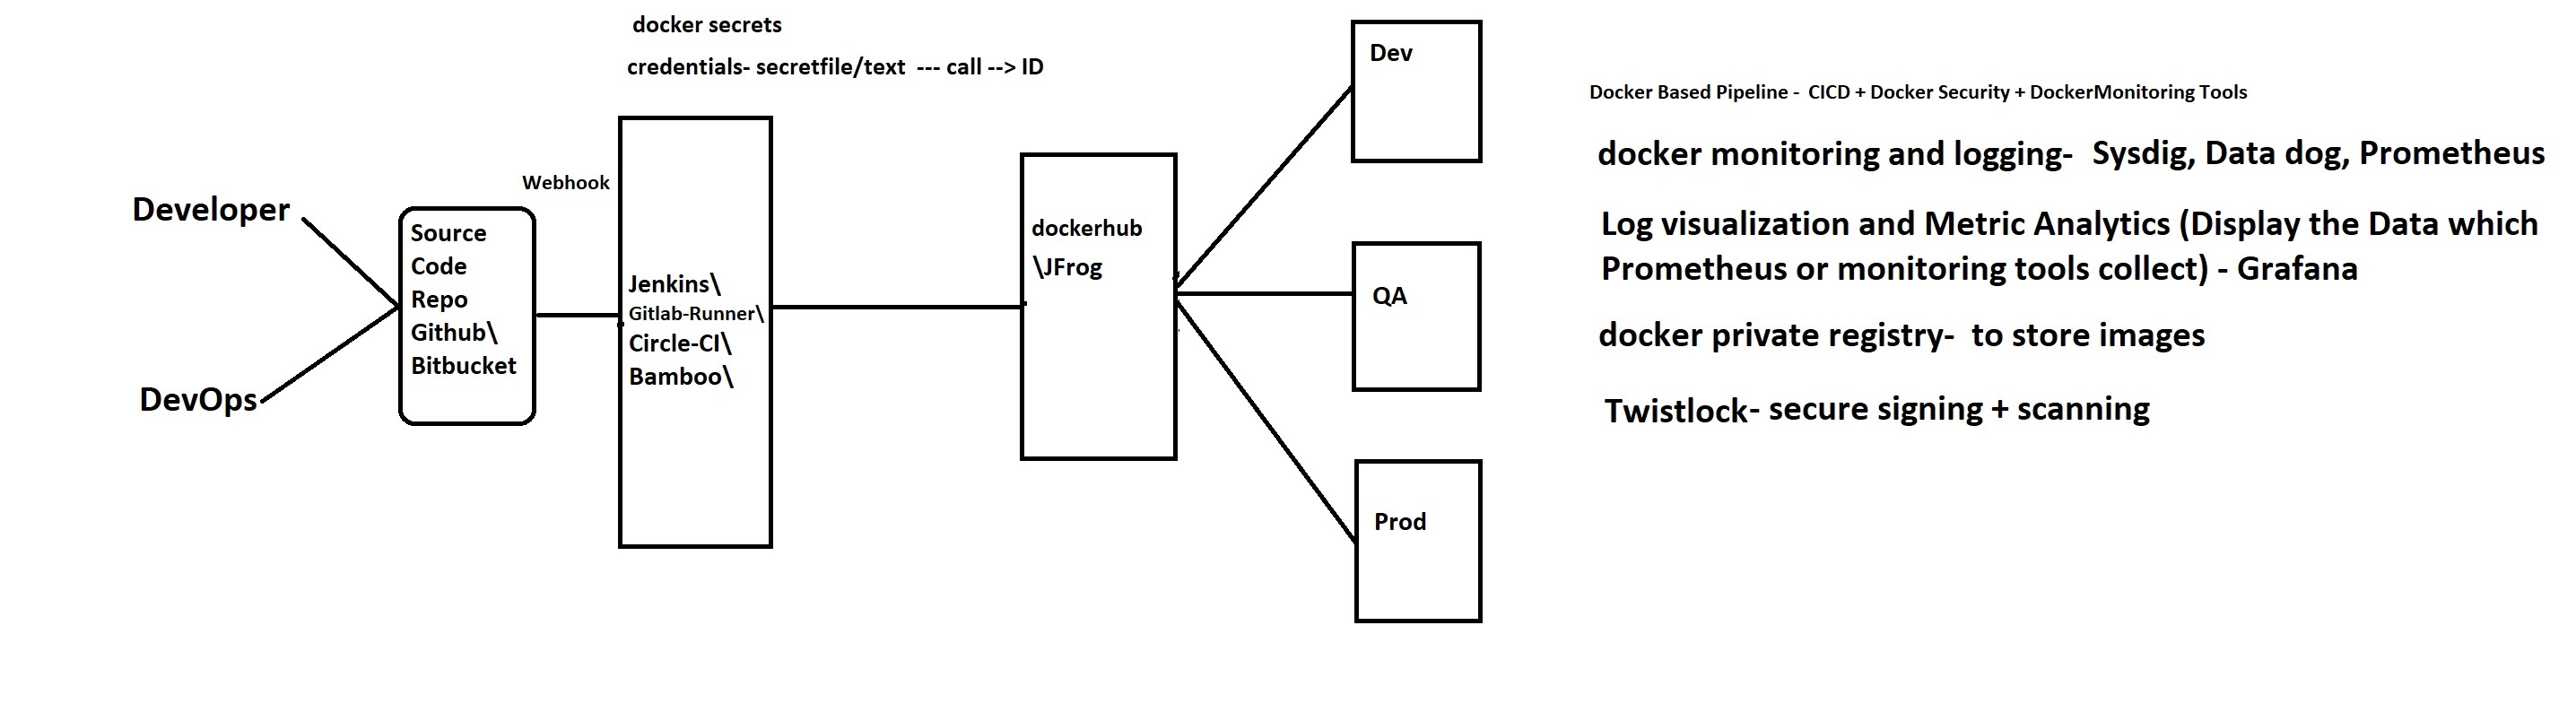 docker secrets
credentials- secretfile/text --- call --> ID
Developer
DevOps
Source
Code
Repo
Github\
Bitbucket
Webhook
Jenkins\
Gitlab-Runner\
Circle-CI\
Bamboo\
dockerhub
\JFrog
Dev
QA
Prod
Docker Based Pipeline - CICD + Docker Security + DockerMonitoring Tools
docker monitoring and logging- Sysdig, Data dog, Prometheus
Log visualization and Metric Analytics (Display the Data which
Prometheus or monitoring tools collect) - Grafana
docker private registry- to store images
Twistlock- secure signing + scanning